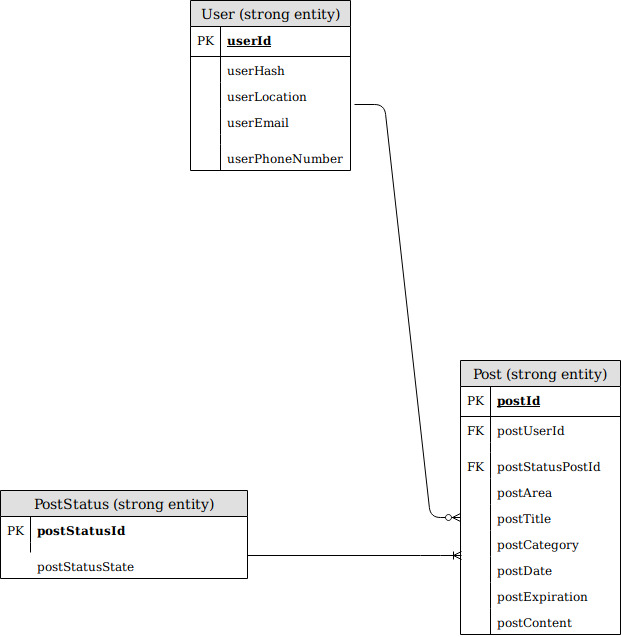 User (strong entity)
PK userId
userHash
userLocation
userEmail
userPhoneNumber
Post (strong entity)
PK postId
FK postUserId
FK postStatusPostId
postArea
postTitle
postCategory
postDate
postExpiration
postContent
PostStatus (strong entity)
PK postStatusId
postStatusState